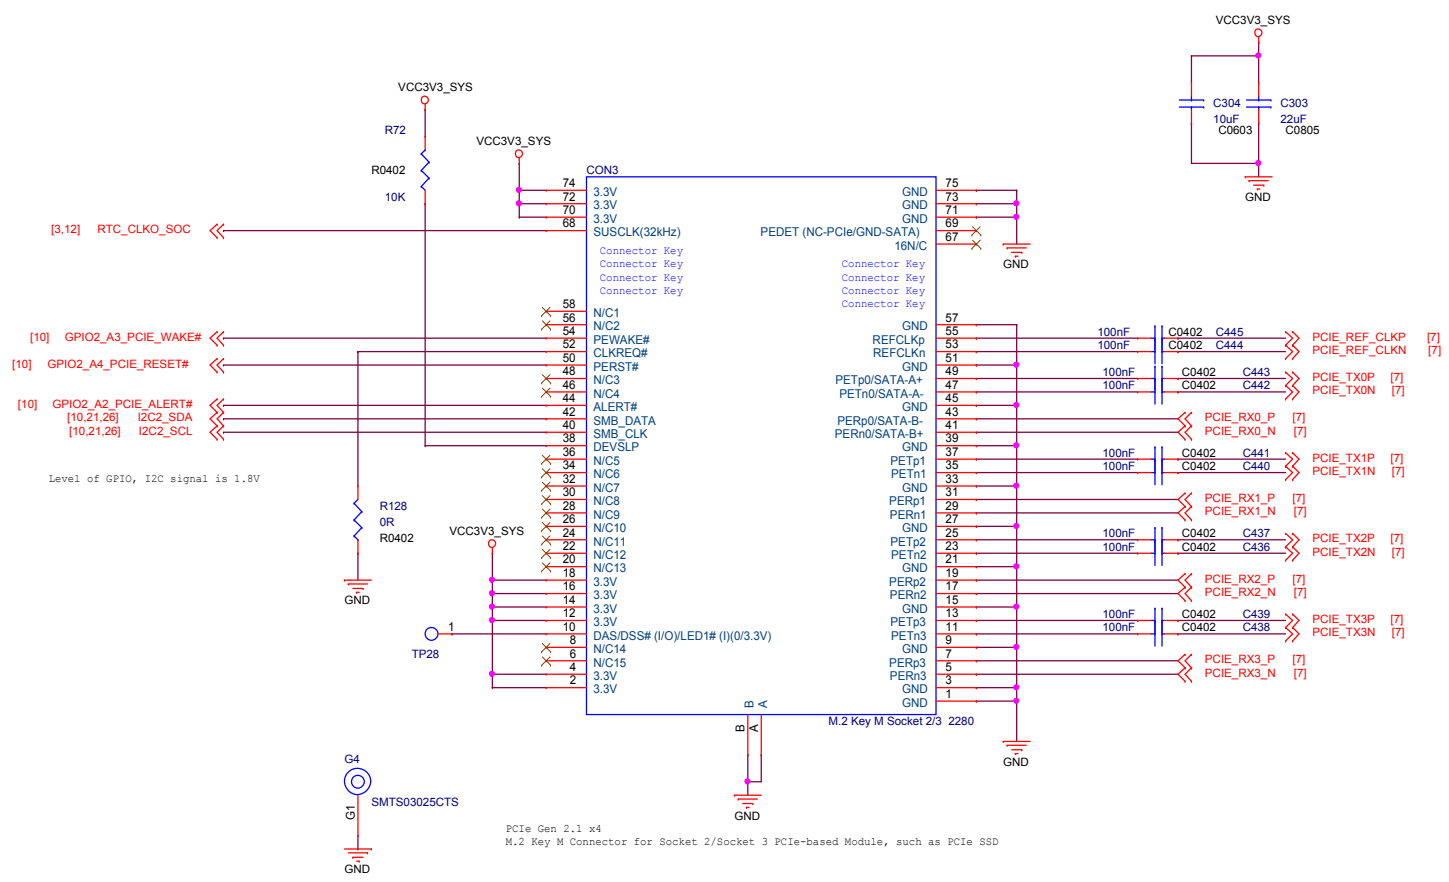 VCC3V3_SYS
C304
10uF
C0603
C303
22uF
C0805
GND
VCC3V3_SYS
R72
R0402
10K
VCC3V3_SYS
CON3
74 3.3V
72 3.3V
70 3.3V
68 SUSCLK(32kHz)
[3,12] RTC_CLKO_SOC
Connector Key
Connector Key
Connector Key
Connector Key
58 N/C1
56 N/C2
[10] GPIO2_A3_PCIE_WAKE# 54 PEWAKE#
52 CLKREQ#
[10] GPIO2_A4_PCIE_RESET# 50 PERST#
48 N/C3
46 N/C4
[10] GPIO2_A2_PCIE_ALERT# 44 ALERT#
[10,21,26] I2C2_SDA 42 SMB_DATA
[10,21,26] I2C2_SCL 40 SMB_CLK
38 DEVSLP
36 N/C5
34 N/C6
32 N/C7
30 N/C8
28 N/C9
26 N/C10
24 N/C11
22 N/C12
20 N/C13
18 3.3V
16 3.3V
14 3.3V
12 3.3V
10 DAS/DSS# (I/O)/LED1# (I)(0/3.3V)
8 N/C14
6 N/C15
4 3.3V
2 3.3V
Level of GPIO, I2C signal is 1.8V
R128
0R
R0402
GND
VCC3V3_SYS
1
TP28
GND 75
GND 73
GND 71
PEDET (NC-PCIe/GND-SATA) 69
16N/C 67
GND
Connector Key
Connector Key
Connector Key
Connector Key
GND 57
REFCLKp 55 100nF C0402 C445 PCIE_REF_CLKP [7]
REFCLKn 53 100nF C0402 C444 PCIE_REF_CLKN [7]
GND 51
PETp0/SATA-A+ 49 100nF C0402 C443 PCIE_TX0P [7]
PETn0/SATA-A- 47 100nF C0402 C442 PCIE_TX0N [7]
GND 45
PERp0/SATA-B- 43 PCIE_RX0_P [7]
PERn0/SATA-B+ 41 PCIE_RX0_N [7]
GND 39
PETp1 37 100nF C0402 C441 PCIE_TX1P [7]
PETn1 35 100nF C0402 C440 PCIE_TX1N [7]
GND 33
PERp1 31 PCIE_RX1_P [7]
PERn1 29 PCIE_RX1_N [7]
GND 27
PETp2 25 100nF C0402 C437 PCIE_TX2P [7]
PETn2 23 100nF C0402 C436 PCIE_TX2N [7]
GND 21
PERp2 19 PCIE_RX2_P [7]
PERn2 17 PCIE_RX2_N [7]
GND 15
PETp3 13 100nF C0402 C439 PCIE_TX3P [7]
PETn3 11 100nF C0402 C438 PCIE_TX3N [7]
GND 9
PERp3 7 PCIE_RX3_P [7]
PERn3 5 PCIE_RX3_N [7]
GND 3
GND 1
B A
M.2 Key M Socket 2/3 2280
B A
GND
GND
G4
SMTS03025CTS
G1
GND
PCIe Gen 2.1 x4
M.2 Key M Connector for Socket 2/Socket 3 PCIe-based Module, such as PCIe SSD